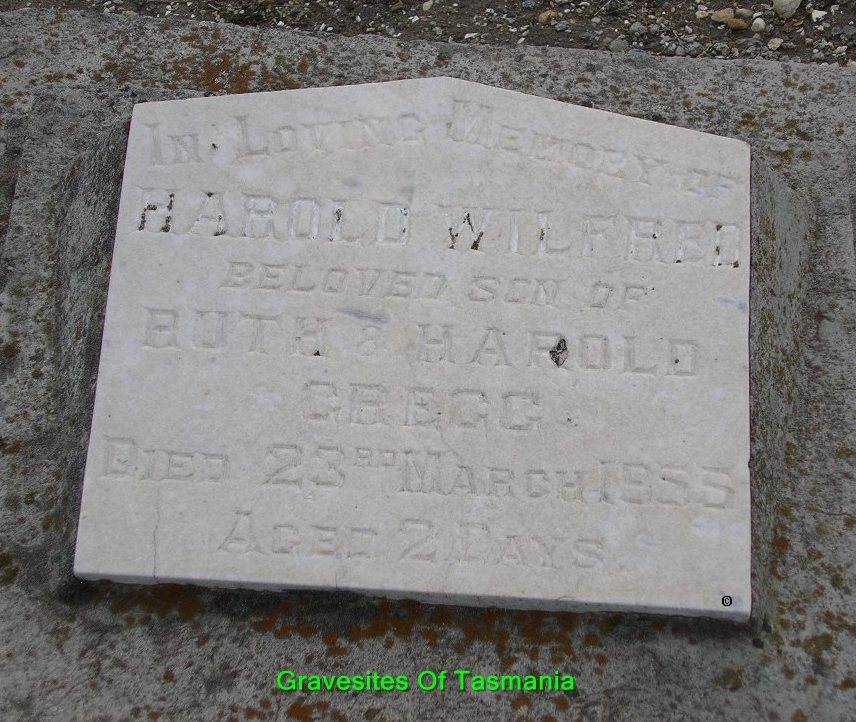 In Loving Memory of
HAROLD WILFRED
BELOVED SON OF
RUTH & HAROLD
GREGG
DIED 23RD MARCH 1955
AGED 2 DAYS.
©
Gravesites Of Tasmania